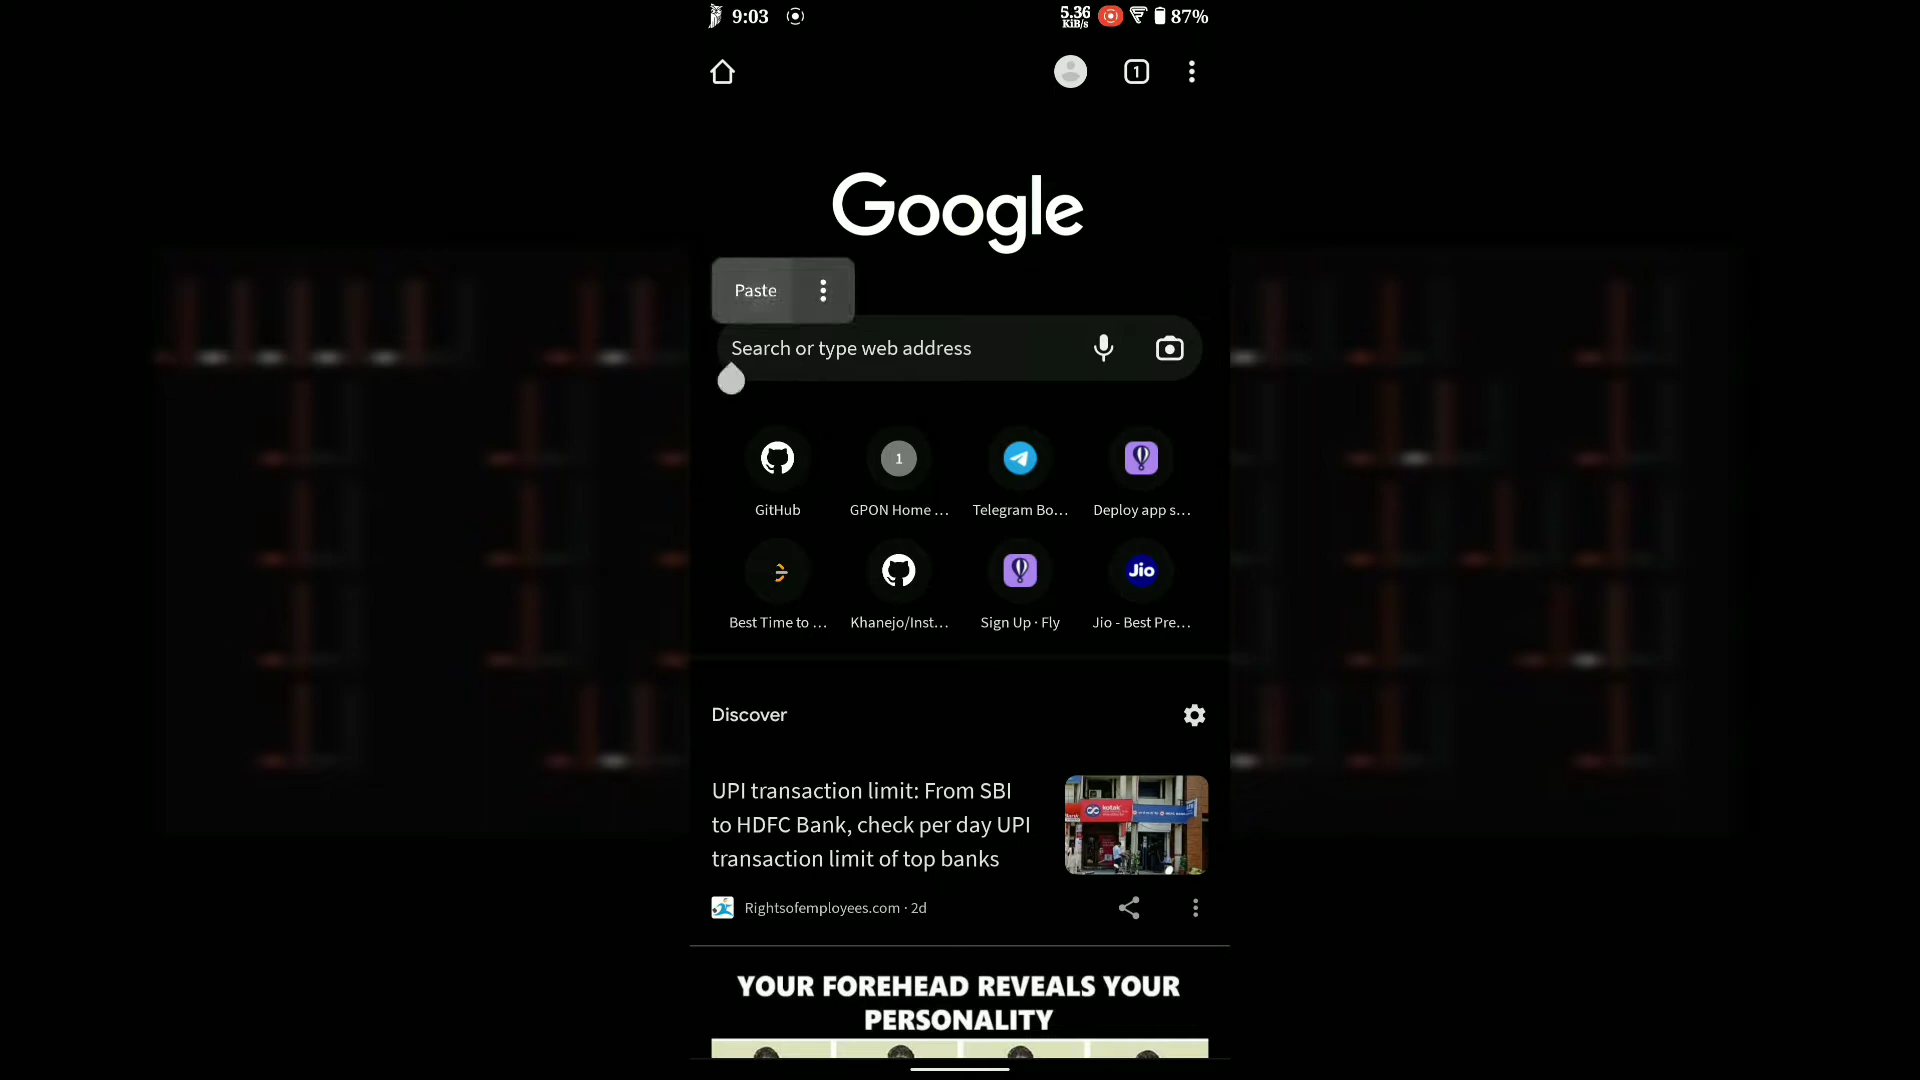 9:03
5.36
KiB/s
87%
1
Google
Paste
Search or type web address
1
GitHub
GPON Home ...
Telegram Bo...
Deploy app s...
Jio
Best Time to ...
Khanejo/Inst...
Sign Up · Fly
Jio - Best Pre...
Discover
UPI transaction limit: From SBI
to HDFC Bank, check per day UPI
transaction limit of top banks
kotak
Rightsofemployees.com · 2d
YOUR FOREHEAD REVEALS YOUR
PERSONALITY